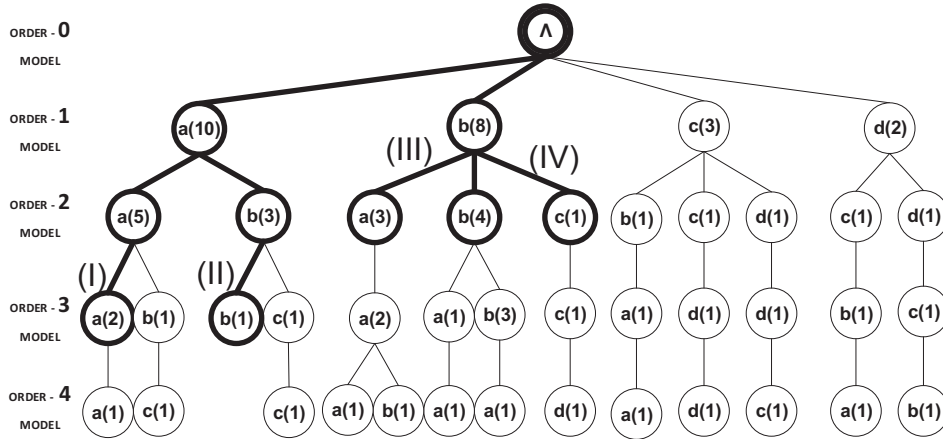 ORDER - 0
MODEL
Λ
ORDER - 1
MODEL
a(10) b(8) c(3) d(2)
(III) (IV)
ORDER - 2
MODEL
a(5) b(3) a(3) b(4) c(1) b(1) c(1) d(1) c(1) d(1)
(I) (II)
ORDER - 3
MODEL
a(2) b(1) b(1) c(1) a(2) a(1) b(3) c(1) a(1) d(1) d(1) b(1) c(1)
ORDER - 4
MODEL
a(1) c(1) c(1) a(1) b(1) a(1) a(1) d(1) a(1) d(1) c(1) a(1) b(1)